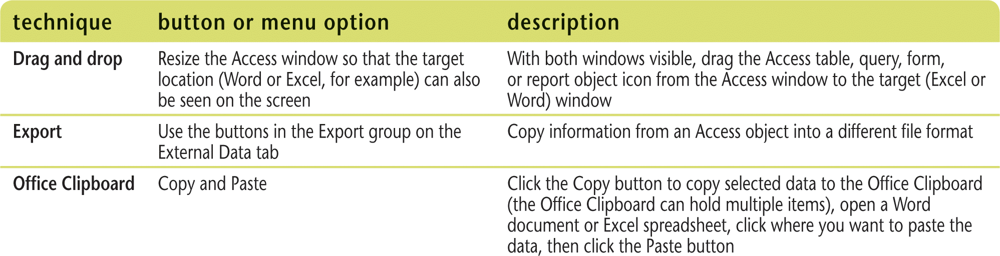 technique button or menu option description
Drag and drop Resize the Access window so that the target With both windows visible, drag the Access table, query, form,
location (Word or Excel, for example) can also or report object icon from the Access window to the target (Excel or
be seen on the screen Word) window
Export Use the buttons in the Export group on the Copy information from an Access object into a different file format
External Data tab
Office Clipboard Copy and Paste Click the Copy button to copy selected data to the Office Clipboard
(the Office Clipboard can hold multiple items), open a Word
document or Excel spreadsheet, click where you want to paste the
data, then click the Paste button